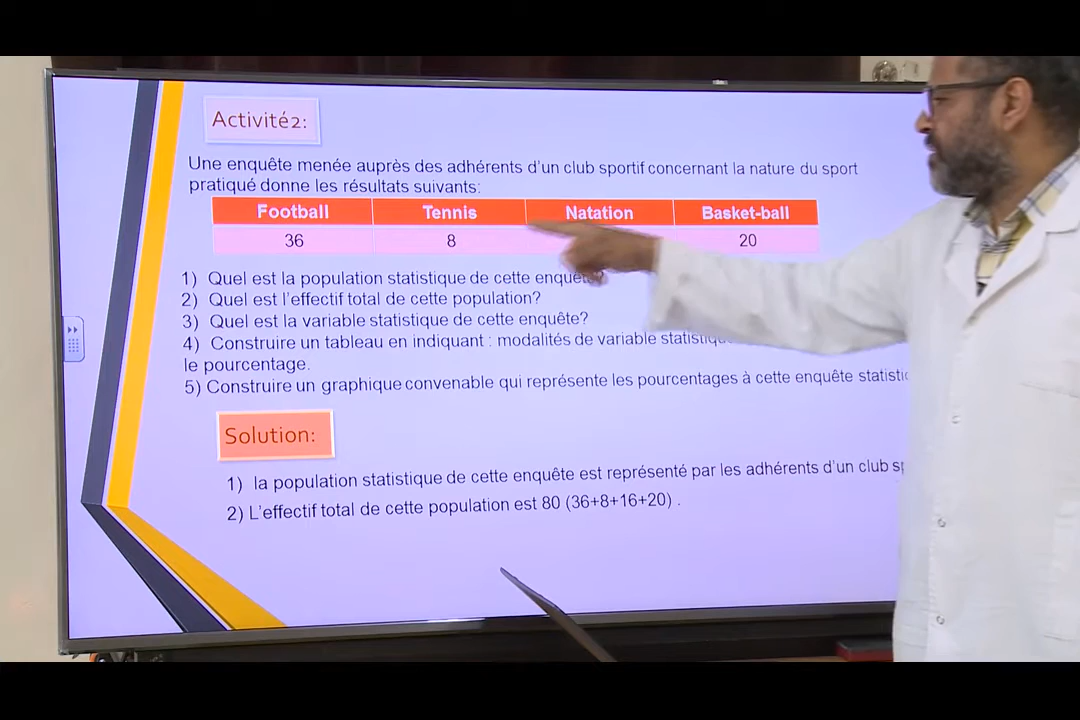 Activité2:
Une enquête menée auprès des adhérents d'un club sportif concernant la nature du sport
pratiqué donne les résultats suivants:
Football Tennis Natation Basket-ball
36 8 20
1) Quel est la population statistique de cette enquête?
2) Quel est l'effectif total de cette population?
3) Quel est la variable statistique de cette enquête?
4) Construire un tableau en indiquant : modalités de variable
le pourcentage.
5) Construire un graphique convenable qui représente les pourcentages à cette enquête
Solution:
1) la population statistique de cette enquête est représenté par les adhérents d'un club
2) L'effectif total de cette population est 80 (36+8+16+20) .